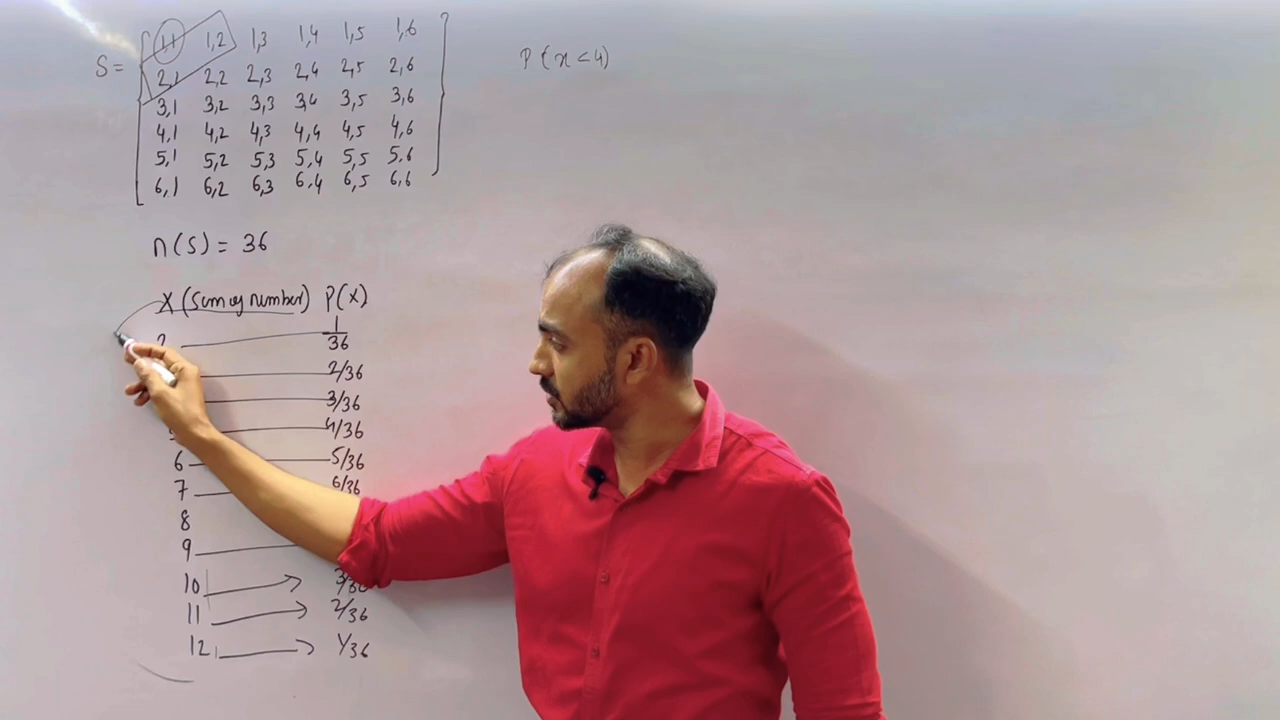 1,1 1,2 1,3 1,4 1,5 1,6
S= 2,1 2,2 2,3 2,4 2,5 2,6
P(x<4)
3,1 3,2 3,3 3,4 3,5 3,6
4,1 4,2 4,3 4,4 4,5 4,6
5,1 5,2 5,3 5,4 5,5 5,6
6,1 6,2 6,3 6,4 6,5 6,6
n(S) = 36
X (Sum of number) P(X)
2 1/36
2/36
3/36
5 4/36
6 5/36
7 6/36
8
9
10 3/36
11 2/36
12 1/36